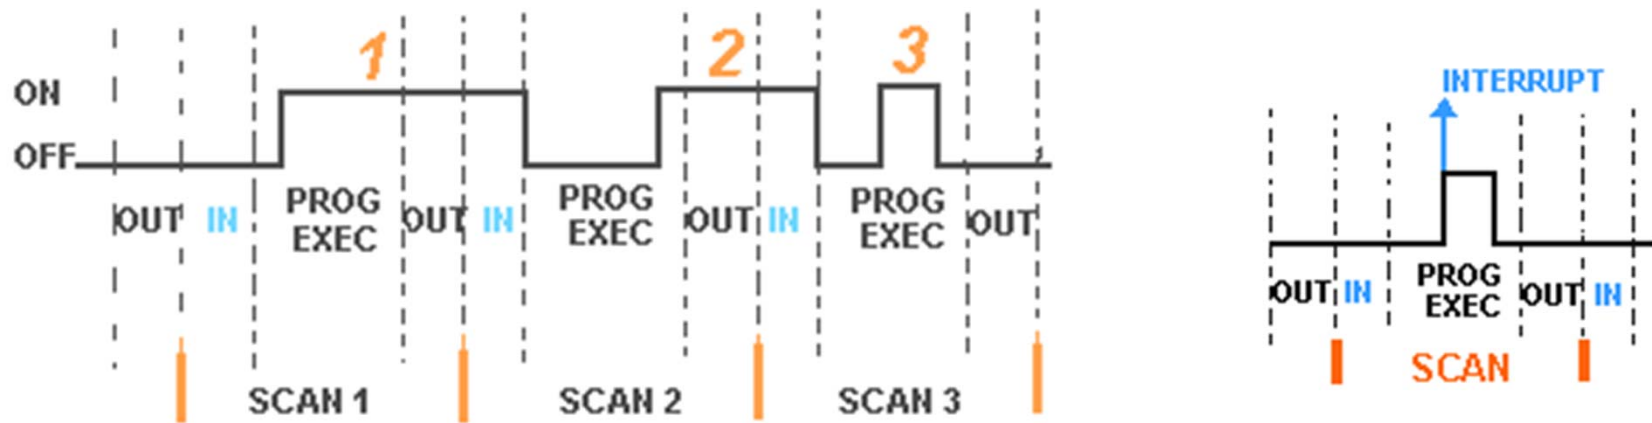 1 2 3
ON
OFF
OUT IN PROG EXEC OUT IN PROG EXEC OUT IN PROG EXEC OUT
SCAN 1 SCAN 2 SCAN 3
INTERRUPT
OUT IN PROG EXEC OUT IN
SCAN